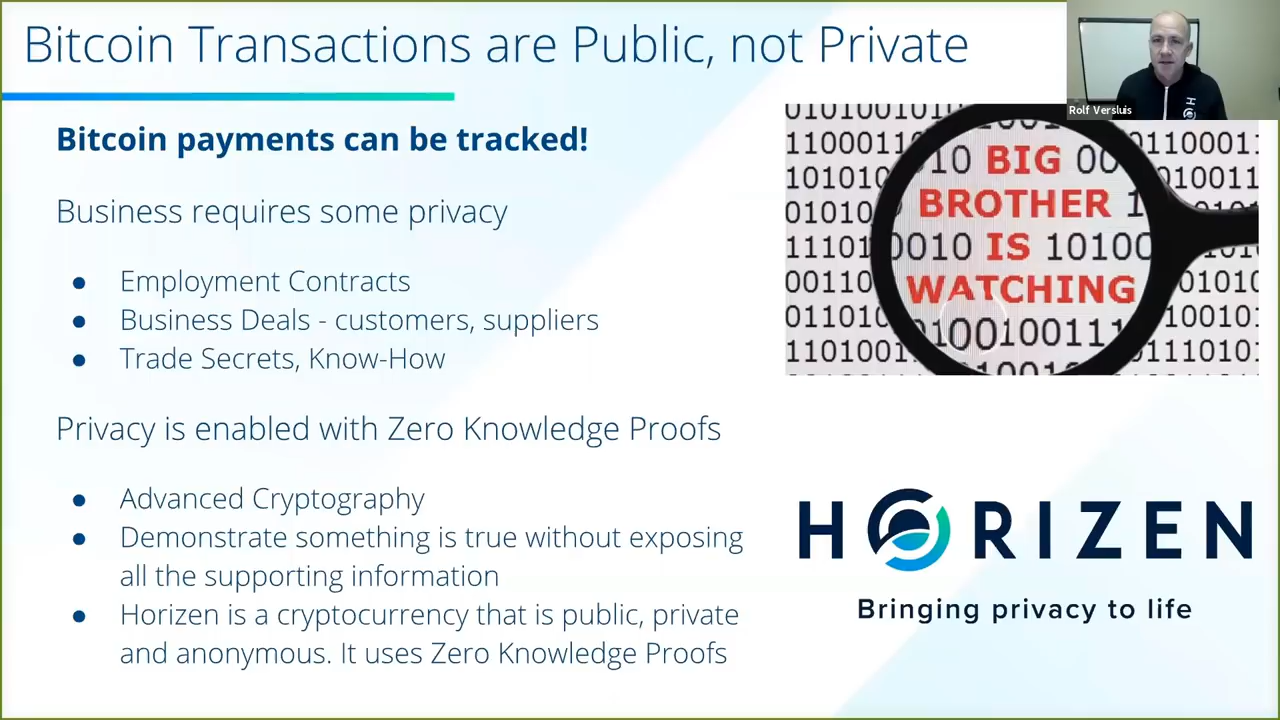 Bitcoin Transactions are Public, not Private
Rolf Versluis
Bitcoin payments can be tracked!
Business requires some privacy
● Employment Contracts
● Business Deals - customers, suppliers
● Trade Secrets, Know-How
Privacy is enabled with Zero Knowledge Proofs
● Advanced Cryptography
● Demonstrate something is true without exposing
all the supporting information
● Horizen is a cryptocurrency that is public, private
and anonymous. It uses Zero Knowledge Proofs
BIG
BROTHER
IS
WATCHING
HORIZEN
Bringing privacy to life